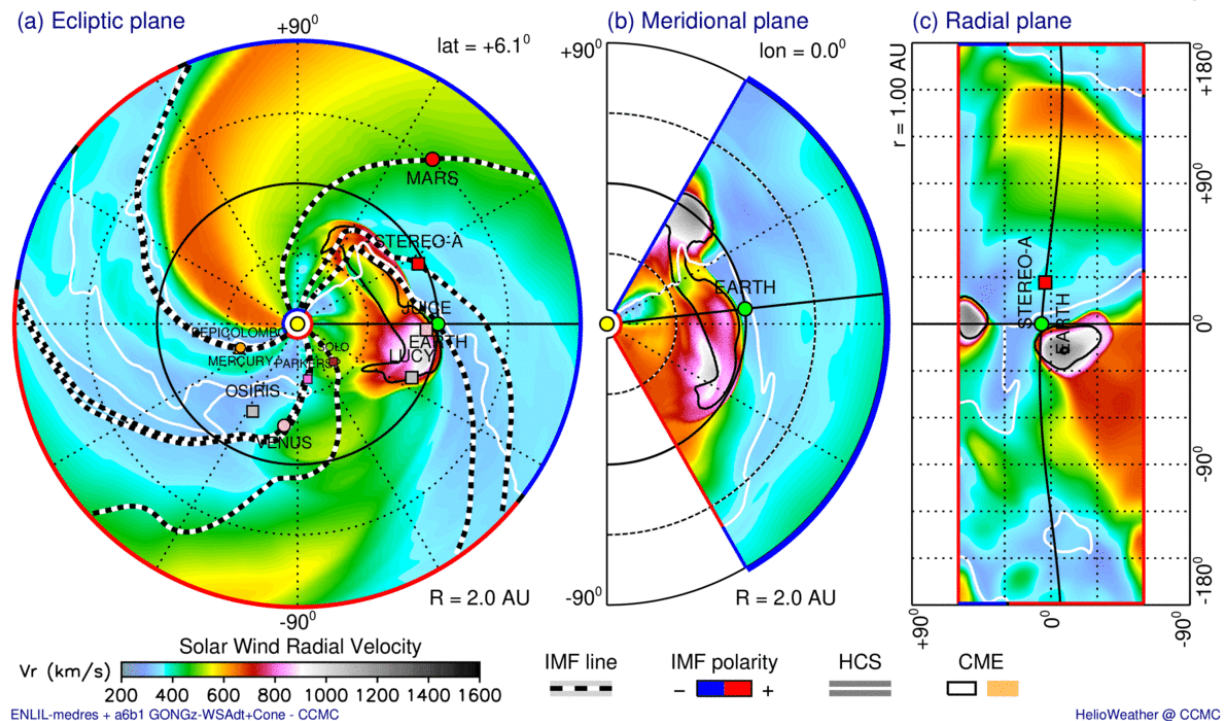 (a) Ecliptic plane
+90⁰
lat = +6.1⁰
MARS
STEREO-A
JUICE
EARTH
LUCY
BEPICOLOMBO
MERCURY
SOLO
PARKERSP
OSIRIS
VENUS
-90⁰
R = 2.0 AU
(b) Meridional plane
+90⁰
lon = 0.0⁰
EARTH
-90⁰
R = 2.0 AU
(c) Radial plane
r = 1.00 AU
STEREO-A
EARTH
+180⁰
+90⁰
0⁰
-90⁰
-180⁰
+90⁰
0
-90⁰
Solar Wind Radial Velocity
Vr (km/s)
200 400 600 800 1000 1200 1400 1600
IMF line
IMF polarity
- +
HCS
CME
ENLIL-medres + a6b1 GONGz-WSAdt+Cone - CCMC
HelioWeather @ CCMC